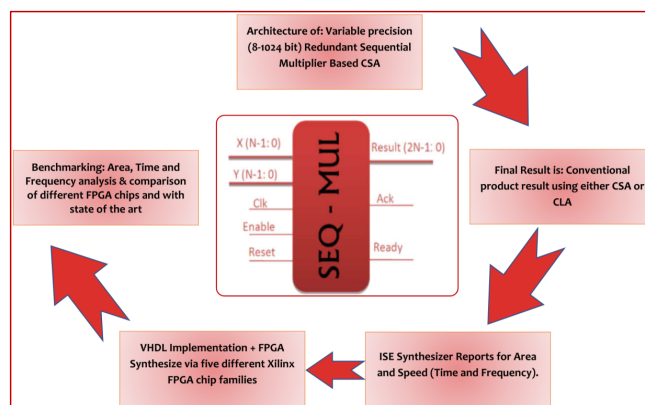 Architecture of: Variable precision
(8-1024 bit) Redundant Sequential
Multiplier Based CSA
Benchmarking: Area, Time and
Frequency analysis & comparison
of different FPGA chips and with
state of the art
X (N-1: 0)
Y (N-1: 0)
Clk
Enable
Reset
SEQ - MUL
Result (2N-1: 0)
Ack
Ready
Final Result is: Conventional
product result using either CSA or
CLA
VHDL Implementation + FPGA
Synthesize via five different Xilinx
FPGA chip families
ISE Synthesizer Reports for Area
and Speed (Time and Frequency).